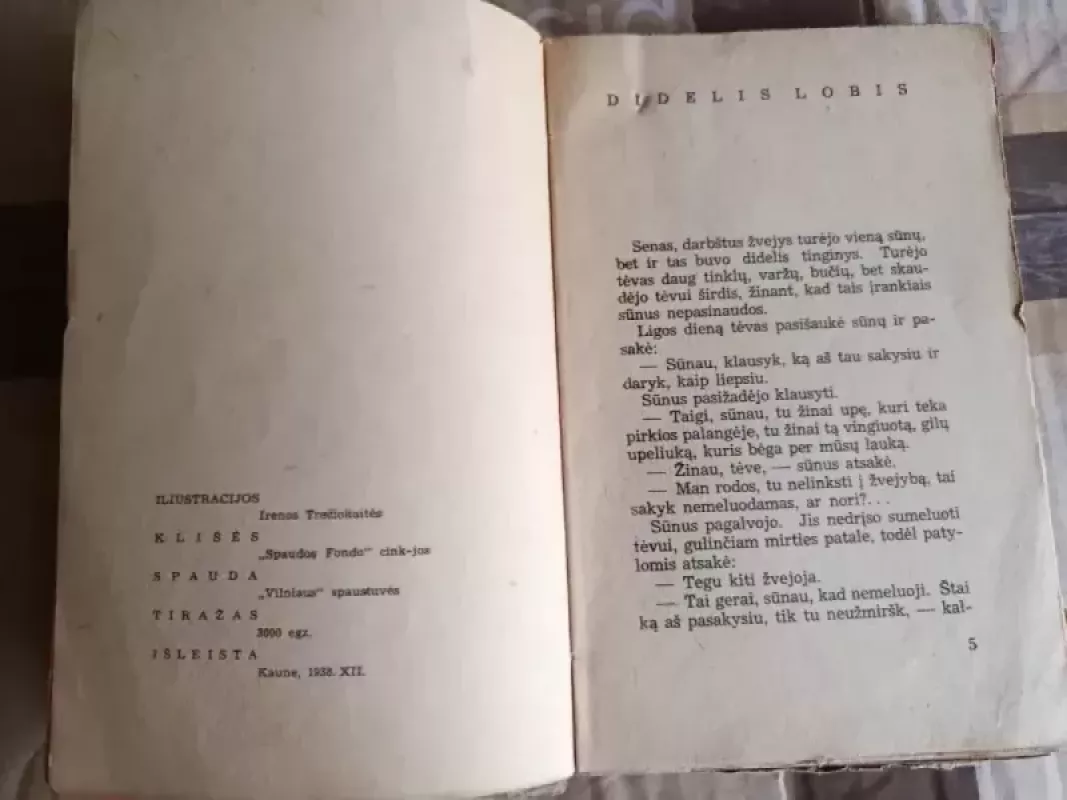 ILIUSTRACIJOS
Irenos Trečiokaitės
KLIŠĖS
„Spaudos Fondo“ cink-jos
SPAUDA
„Vilniaus“ spaustuvės
TIRAŽAS
3000 egz.
IŠLEISTA
Kaune, 1938. XII.
DIDELIS LOBIS
Senas, darbštus žvejys turėjo vieną sūnų,
bet ir tas buvo didelis tinginys. Turėjo
tėvas daug tinklų, varžų, bučių, bet skau-
dėjo tėvui širdis, žinant, kad tais įrankiais
sūnus nepasinaudos.
Ligos dieną tėvas pasišaukė sūnų ir pa-
sakė:
— Sūnau, klausyk, ką aš tau sakysiu ir
daryk, kaip liepsiu.
Sūnus pasižadėjo klausyti.
— Taigi, sūnau, tu žinai upę, kuri teka
pirkios palangėje, tu žinai tą vingiuotą, gilų
upeliuką, kuris bėga per mūsų lauką.
— Žinau, tėve, — sūnus atsakė.
— Man rodos, tu nelinksti į žvejybą, tai
sakyk nemeluodamas, ar nori?...
Sūnus pagalvojo. Jis nedrįso sumeluoti
tėvui, gulinčiam mirties patale, todėl paty-
lomis atsakė:
— Tegu kiti žvejoja.
— Tai gerai, sūnau, kad nemeluoji. Štai
ką aš pasakysiu, tik tu neužmiršk, — kal-
5